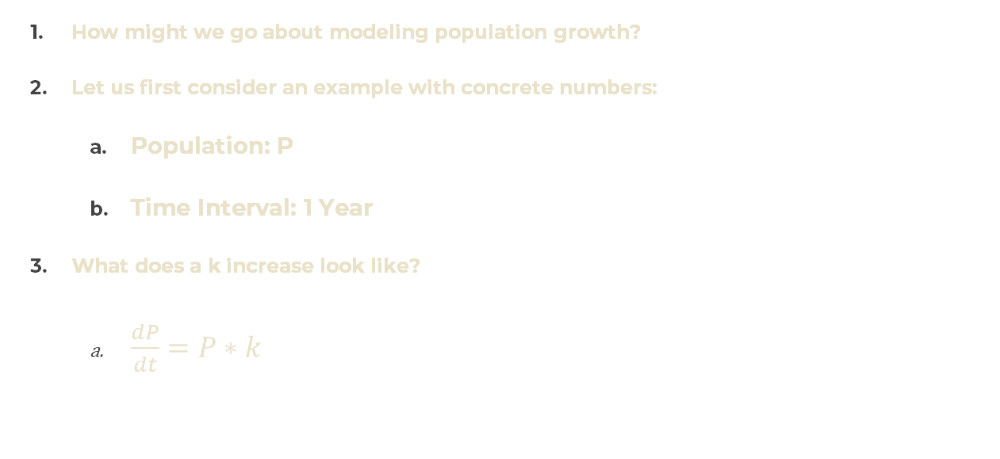 1. How might we go about modeling population growth?
2. Let us first consider an example with concrete numbers:
a. Population: P
b. Time Interval: 1 Year
3. What does a k increase look like?
a. dP/dt = P * k